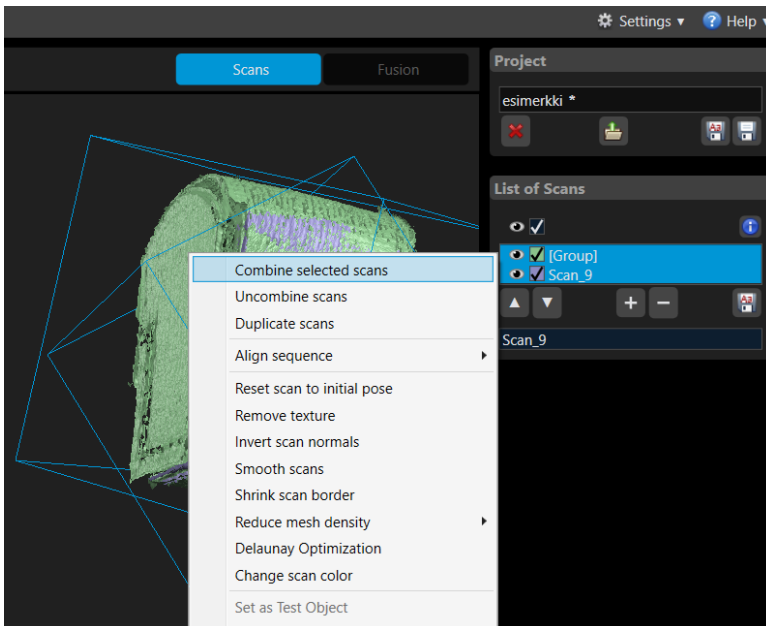 Settings ▾ Help ▾
Scans Fusion Project
esimerkki *
List of Scans
[Group]
Scan_9
Scan_9
Combine selected scans
Uncombine scans
Duplicate scans
Align sequence
Reset scan to initial pose
Remove texture
Invert scan normals
Smooth scans
Shrink scan border
Reduce mesh density
Delaunay Optimization
Change scan color
Set as Test Object